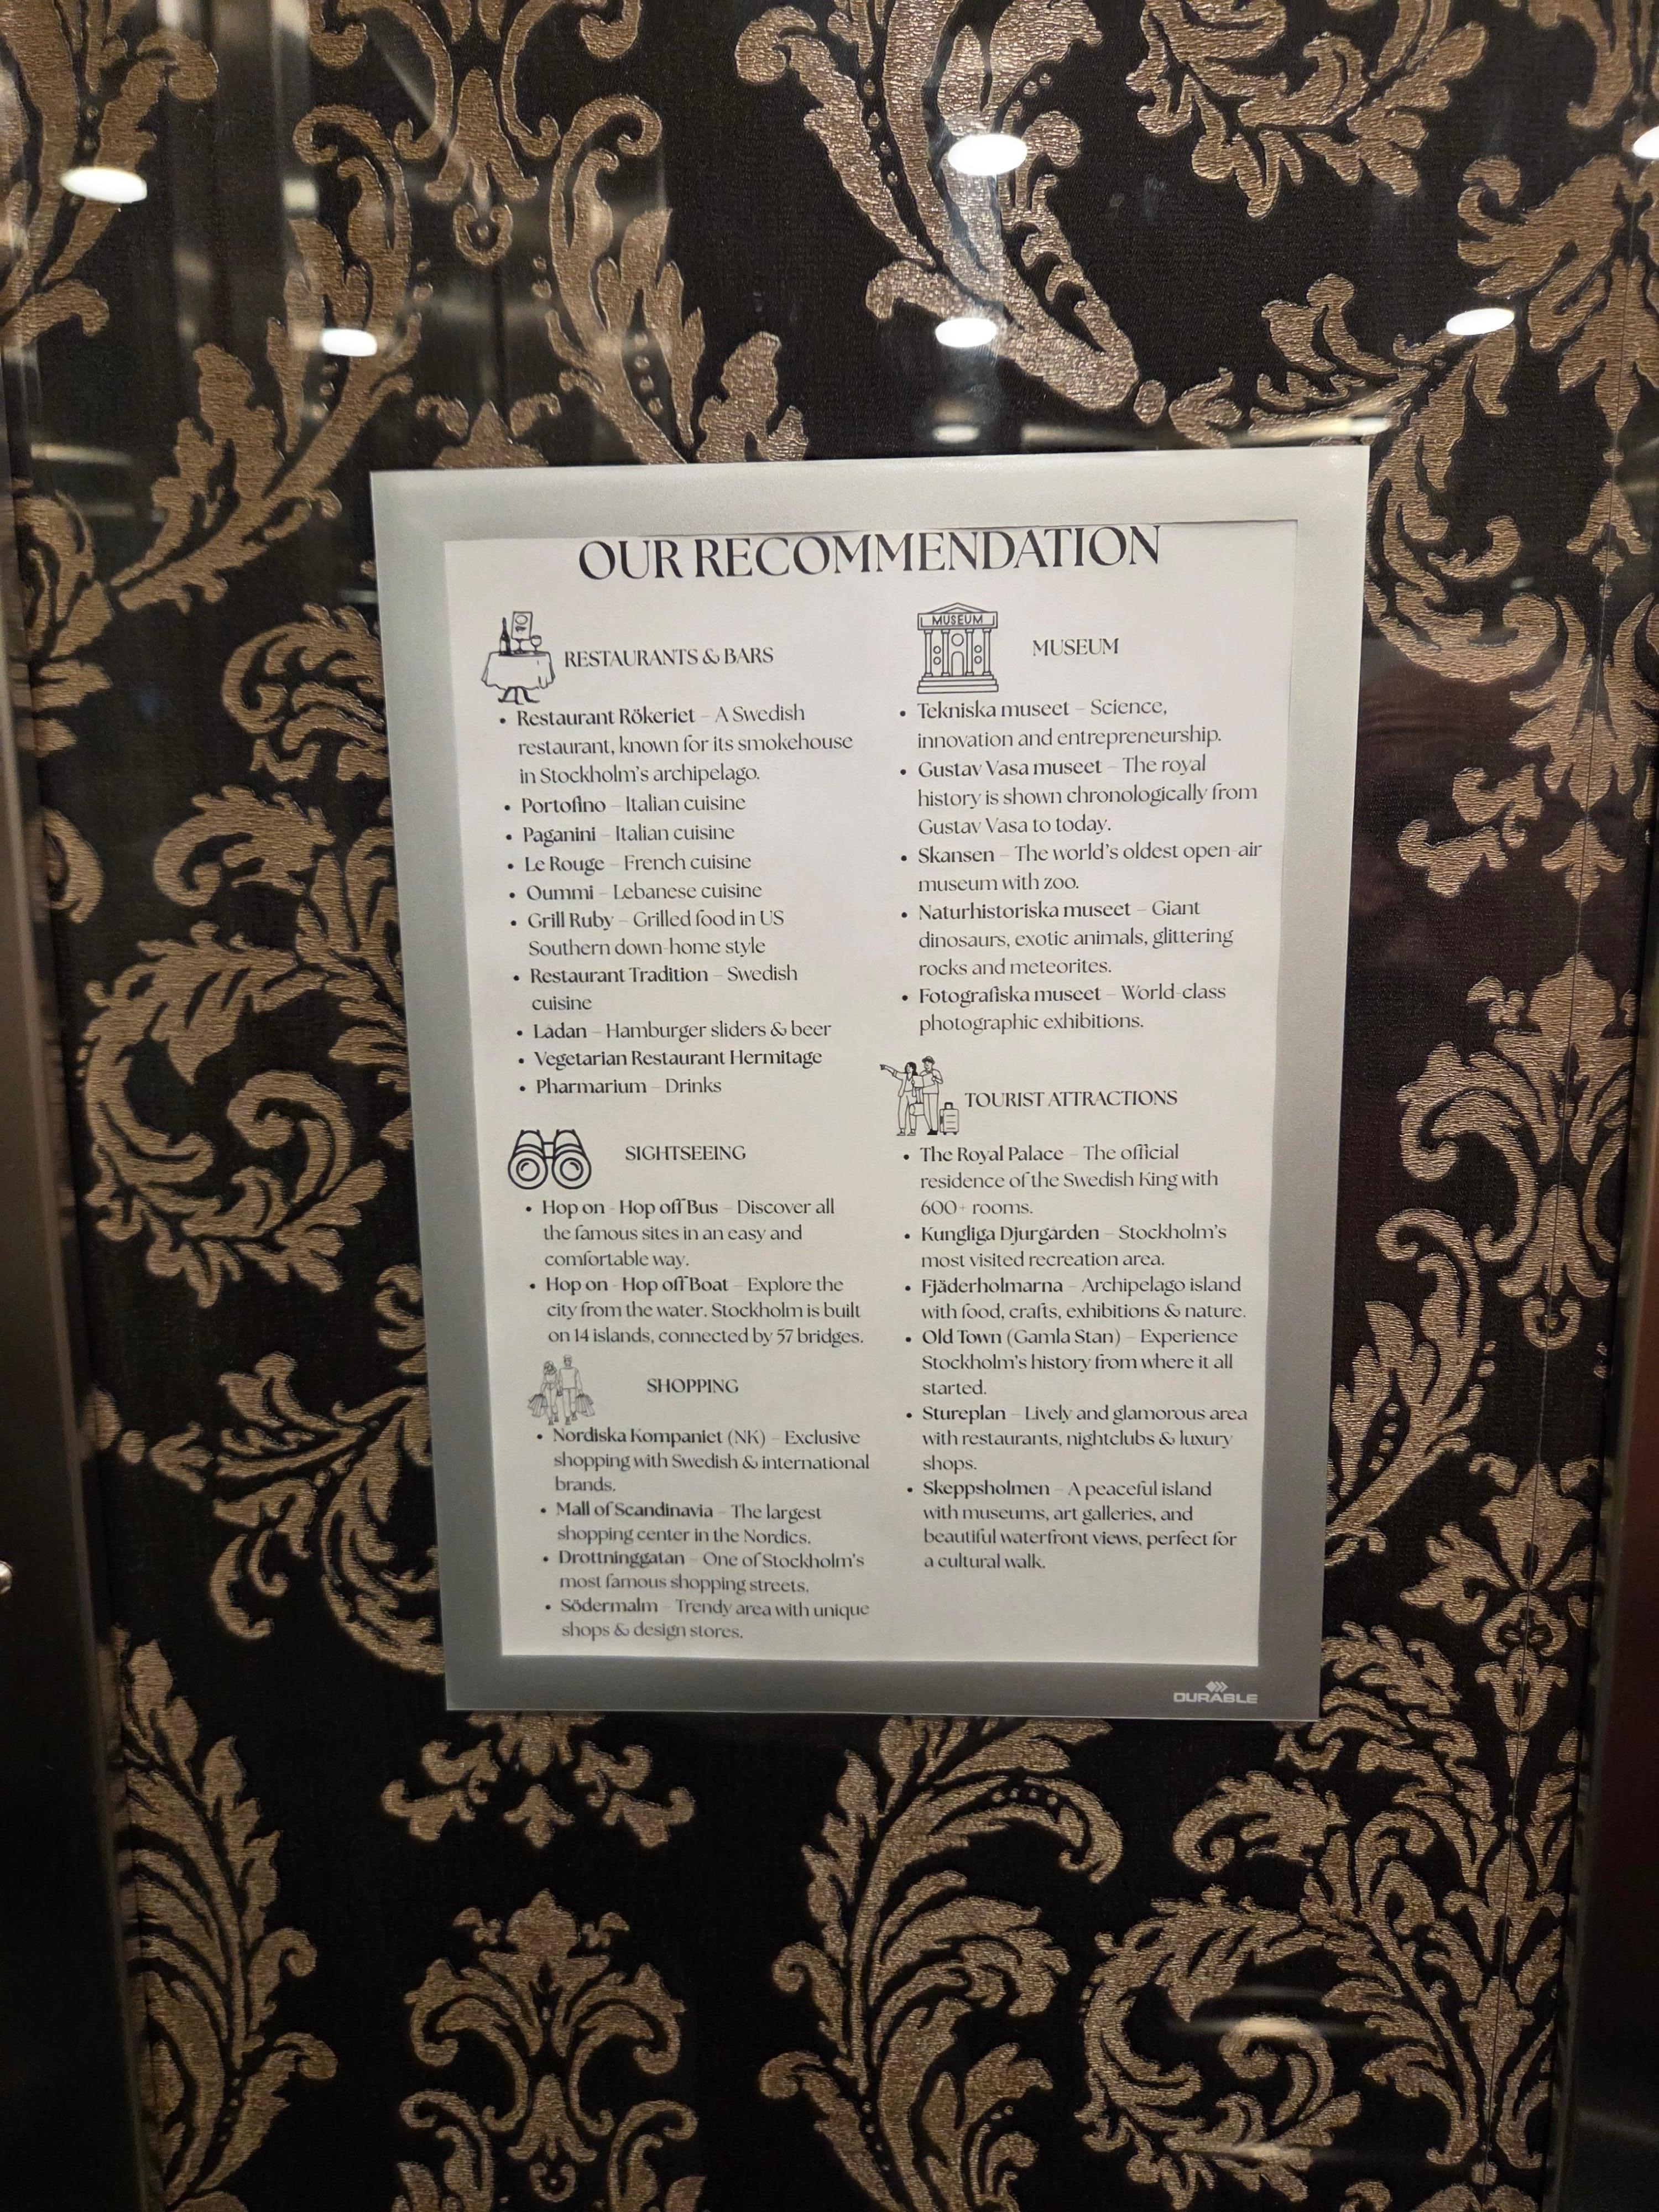 OUR RECOMMENDATION
RESTAURANTS & BARS
• Restaurant Rökeriet – A Swedish
restaurant, known for its smokehouse
in Stockholm's archipelago.
• Portofino – Italian cuisine
• Paganini – Italian cuisine
• Le Rouge – French cuisine
• Oummi – Lebanese cuisine
• Grill Ruby – Grilled food in US
Southern down-home style
• Restaurant Tradition – Swedish
cuisine
• Lådan – Hamburger sliders & beer
• Vegetarian Restaurant Hermitage
• Pharmarium – Drinks
SIGHTSEEING
• Hop on - Hop off Bus – Discover all
the famous sites in an easy and
comfortable way.
• Hop on - Hop off Boat – Explore the
city from the water. Stockholm is built
on 14 islands, connected by 57 bridges.
SHOPPING
• Nordiska Kompaniet (NK) – Exclusive
shopping with Swedish & international
brands.
• Mall of Scandinavia – The largest
shopping center in the Nordics.
• Drottninggatan – One of Stockholm's
most famous shopping streets.
• Södermalm – Trendy area with unique
shops & design stores.
MUSEUM
MUSEUM
• Tekniska museet – Science,
innovation and entrepreneurship.
• Gustav Vasa museet – The royal
history is shown chronologically from
Gustav Vasa to today.
• Skansen – The world's oldest open-air
museum with zoo.
• Naturhistoriska museet – Giant
dinosaurs, exotic animals, glittering
rocks and meteorites.
• Fotografiska museet – World-class
photographic exhibitions.
TOURIST ATTRACTIONS
• The Royal Palace – The official
residence of the Swedish King with
600+ rooms.
• Kungliga Djurgården – Stockholm's
most visited recreation area.
• Fjäderholmarna – Archipelago island
with food, crafts, exhibitions & nature.
• Old Town (Gamla Stan) – Experience
Stockholm's history from where it all
started.
• Stureplan – Lively and glamorous area
with restaurants, nightclubs & luxury
shops.
• Skeppsholmen – A peaceful island
with museums, art galleries, and
beautiful waterfront views, perfect for
a cultural walk.
DURABLE